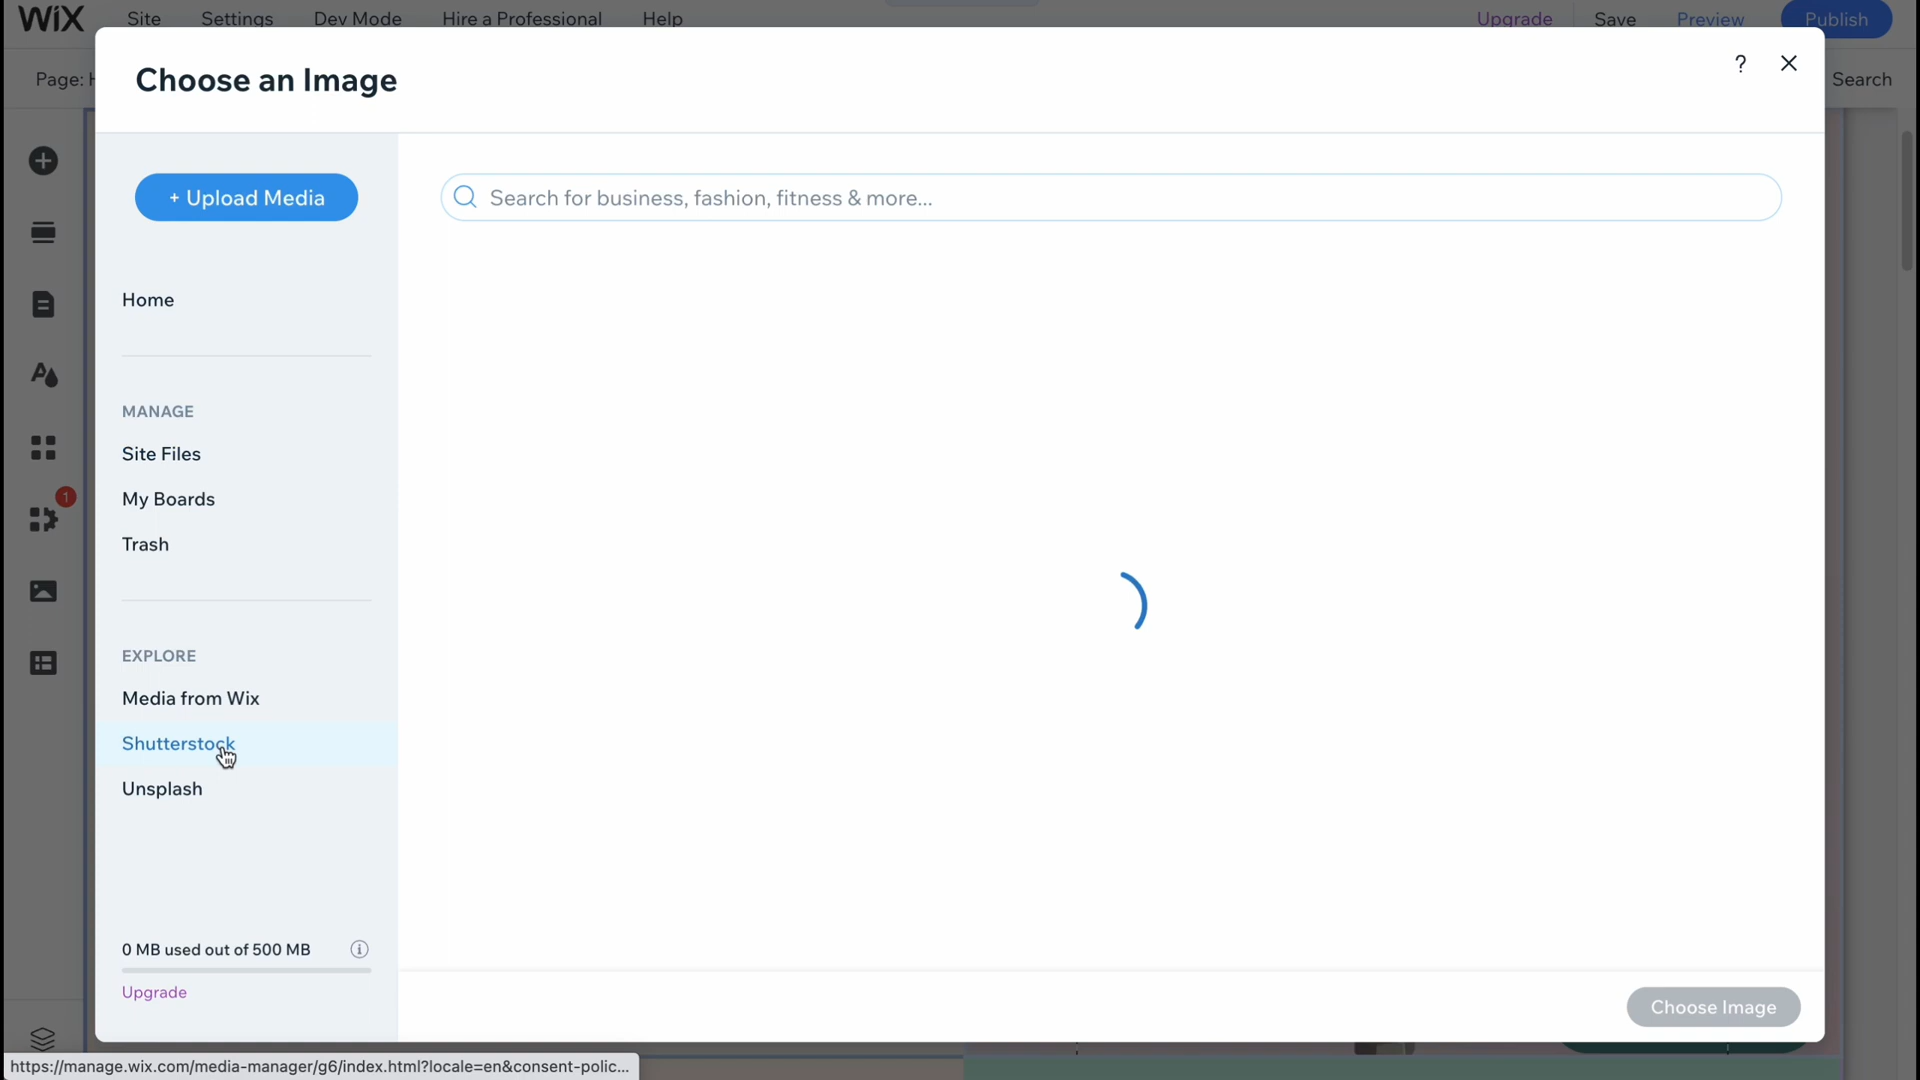 WiX Site Settings Dev Mode Hire a Professional Help Upgrade Save Preview Publish
Page: H Search
Choose an Image ?
+ Upload Media
Search for business, fashion, fitness & more...
Home
MANAGE
Site Files
My Boards
1
Trash
EXPLORE
Media from Wix
Shutterstock
Unsplash
0 MB used out of 500 MB
Upgrade
Choose Image
https://manage.wix.com/media-manager/g6/index.html?locale=en&consent-polic...